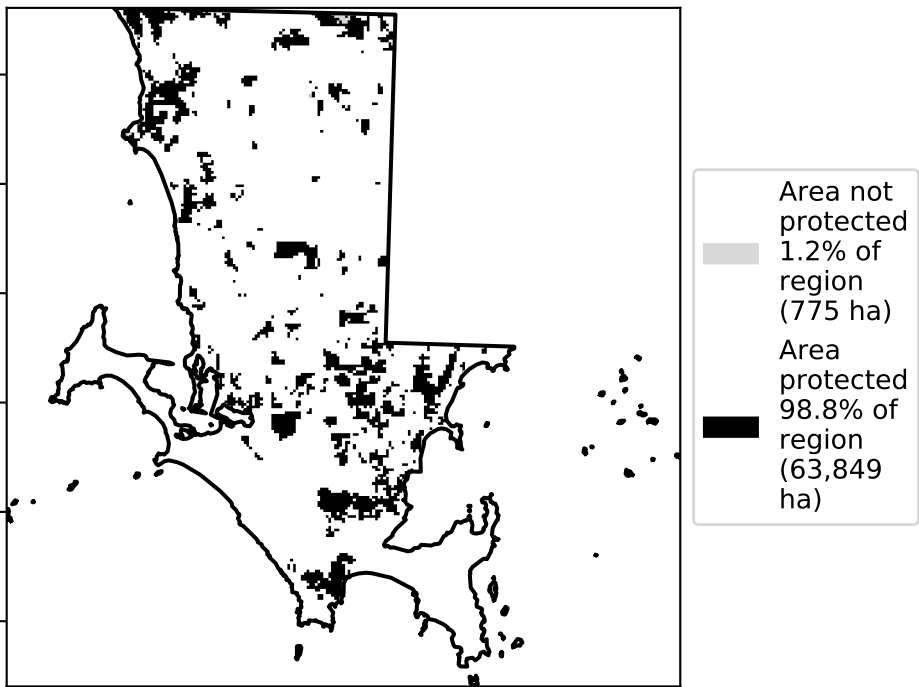 Area not
protected
1.2% of
region
(775 ha)
Area
protected
98.8% of
region
(63,849
ha)